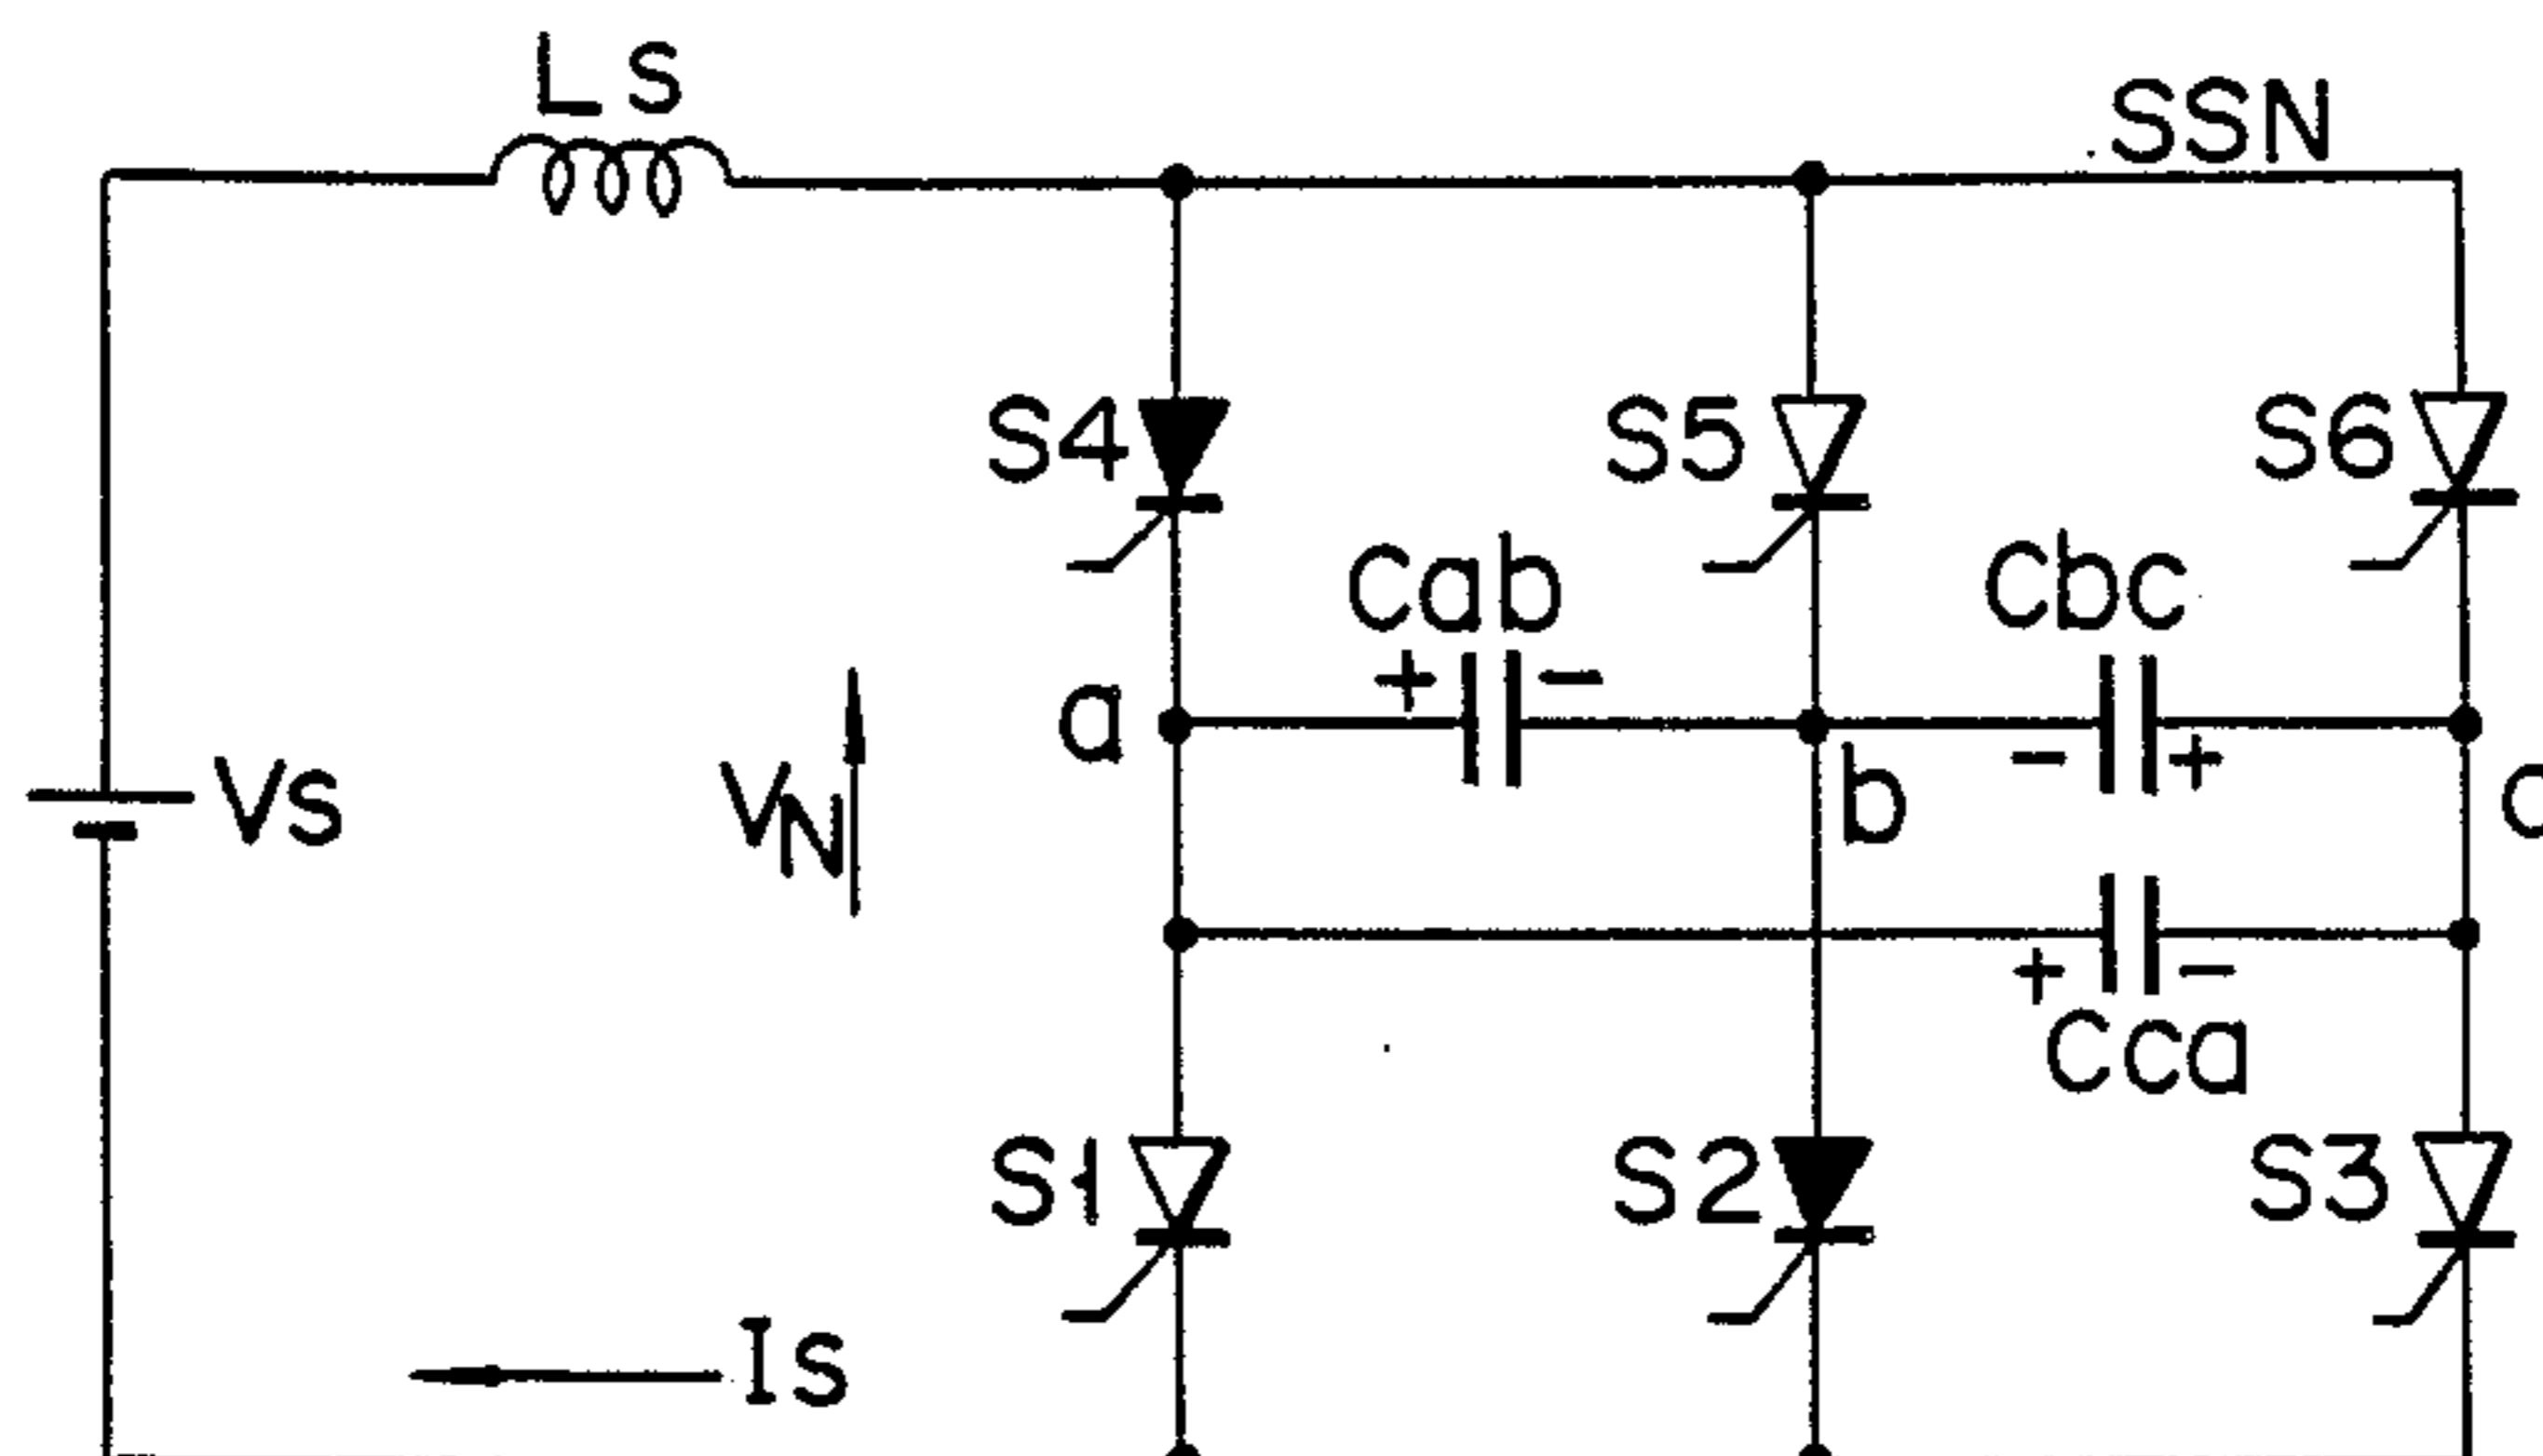 Ls
SSN
S4
S5
S6
Cab
Cbc
+
-
a
-
+
b
Vs
VN
+
-
Cca
S1
S2
S3
Is